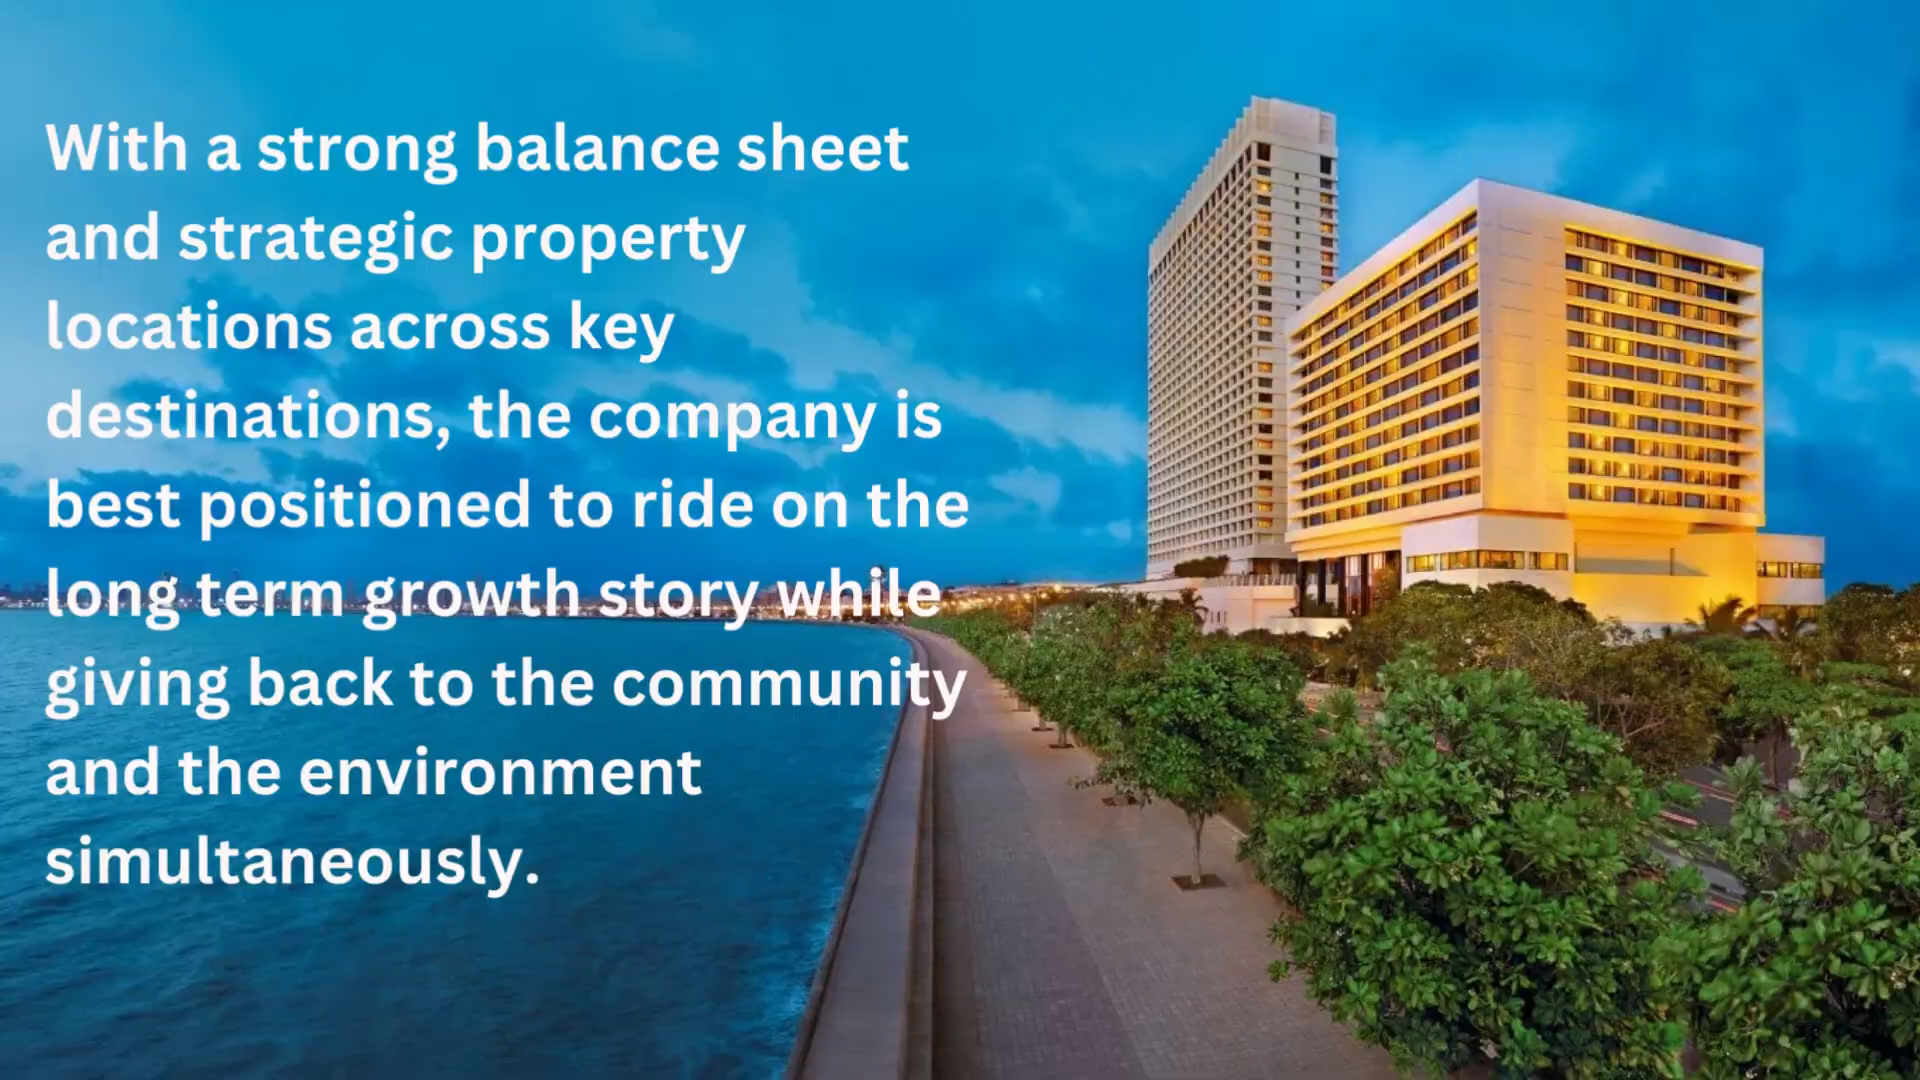 With a strong balance sheet
and strategic property
locations across key
destinations, the company is
best positioned to ride on the
long term growth story while
giving back to the community
and the environment
simultaneously.